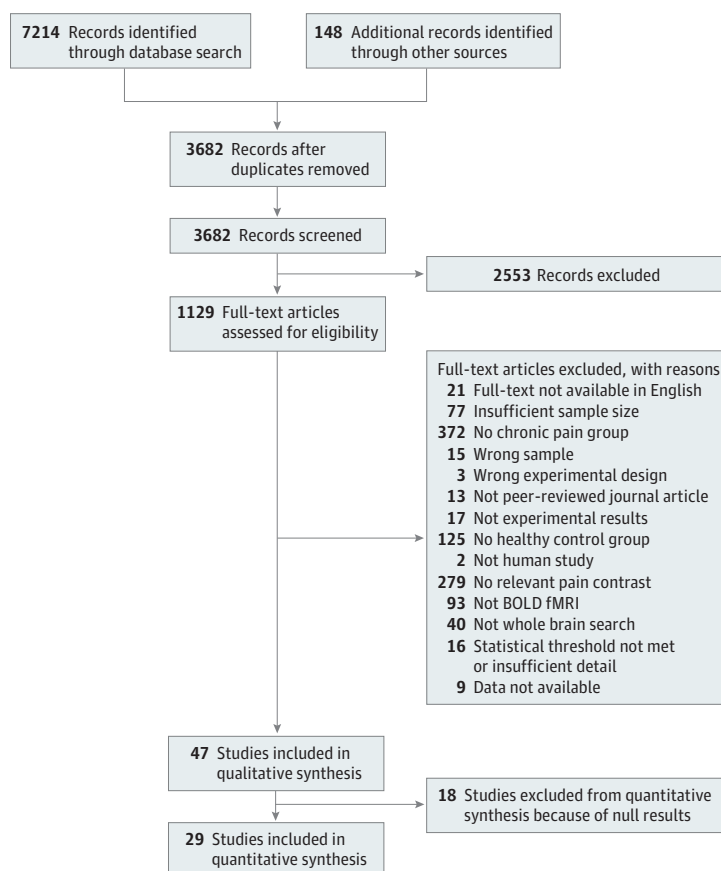 7214 Records identified
through database search
148 Additional records identified
through other sources
3682 Records after
duplicates removed
3682 Records screened
2553 Records excluded
1129 Full-text articles
assessed for eligibility
Full-text articles excluded, with reasons
21 Full-text not available in English
77 Insufficient sample size
372 No chronic pain group
15 Wrong sample
3 Wrong experimental design
13 Not peer-reviewed journal article
17 Not experimental results
125 No healthy control group
2 Not human study
279 No relevant pain contrast
93 Not BOLD fMRI
40 Not whole brain search
16 Statistical threshold not met
or insufficient detail
9 Data not available
47 Studies included in
qualitative synthesis
18 Studies excluded from quantitative
synthesis because of null results
29 Studies included in
quantitative synthesis